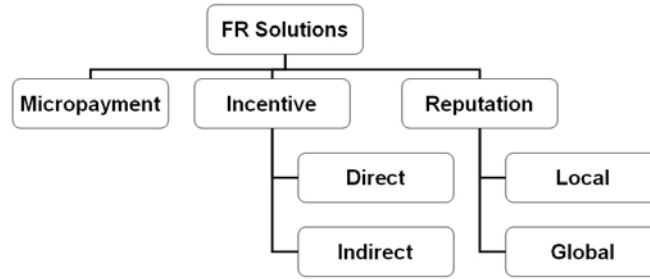 FR Solutions
Micropayment
Incentive
Reputation
Direct
Local
Indirect
Global